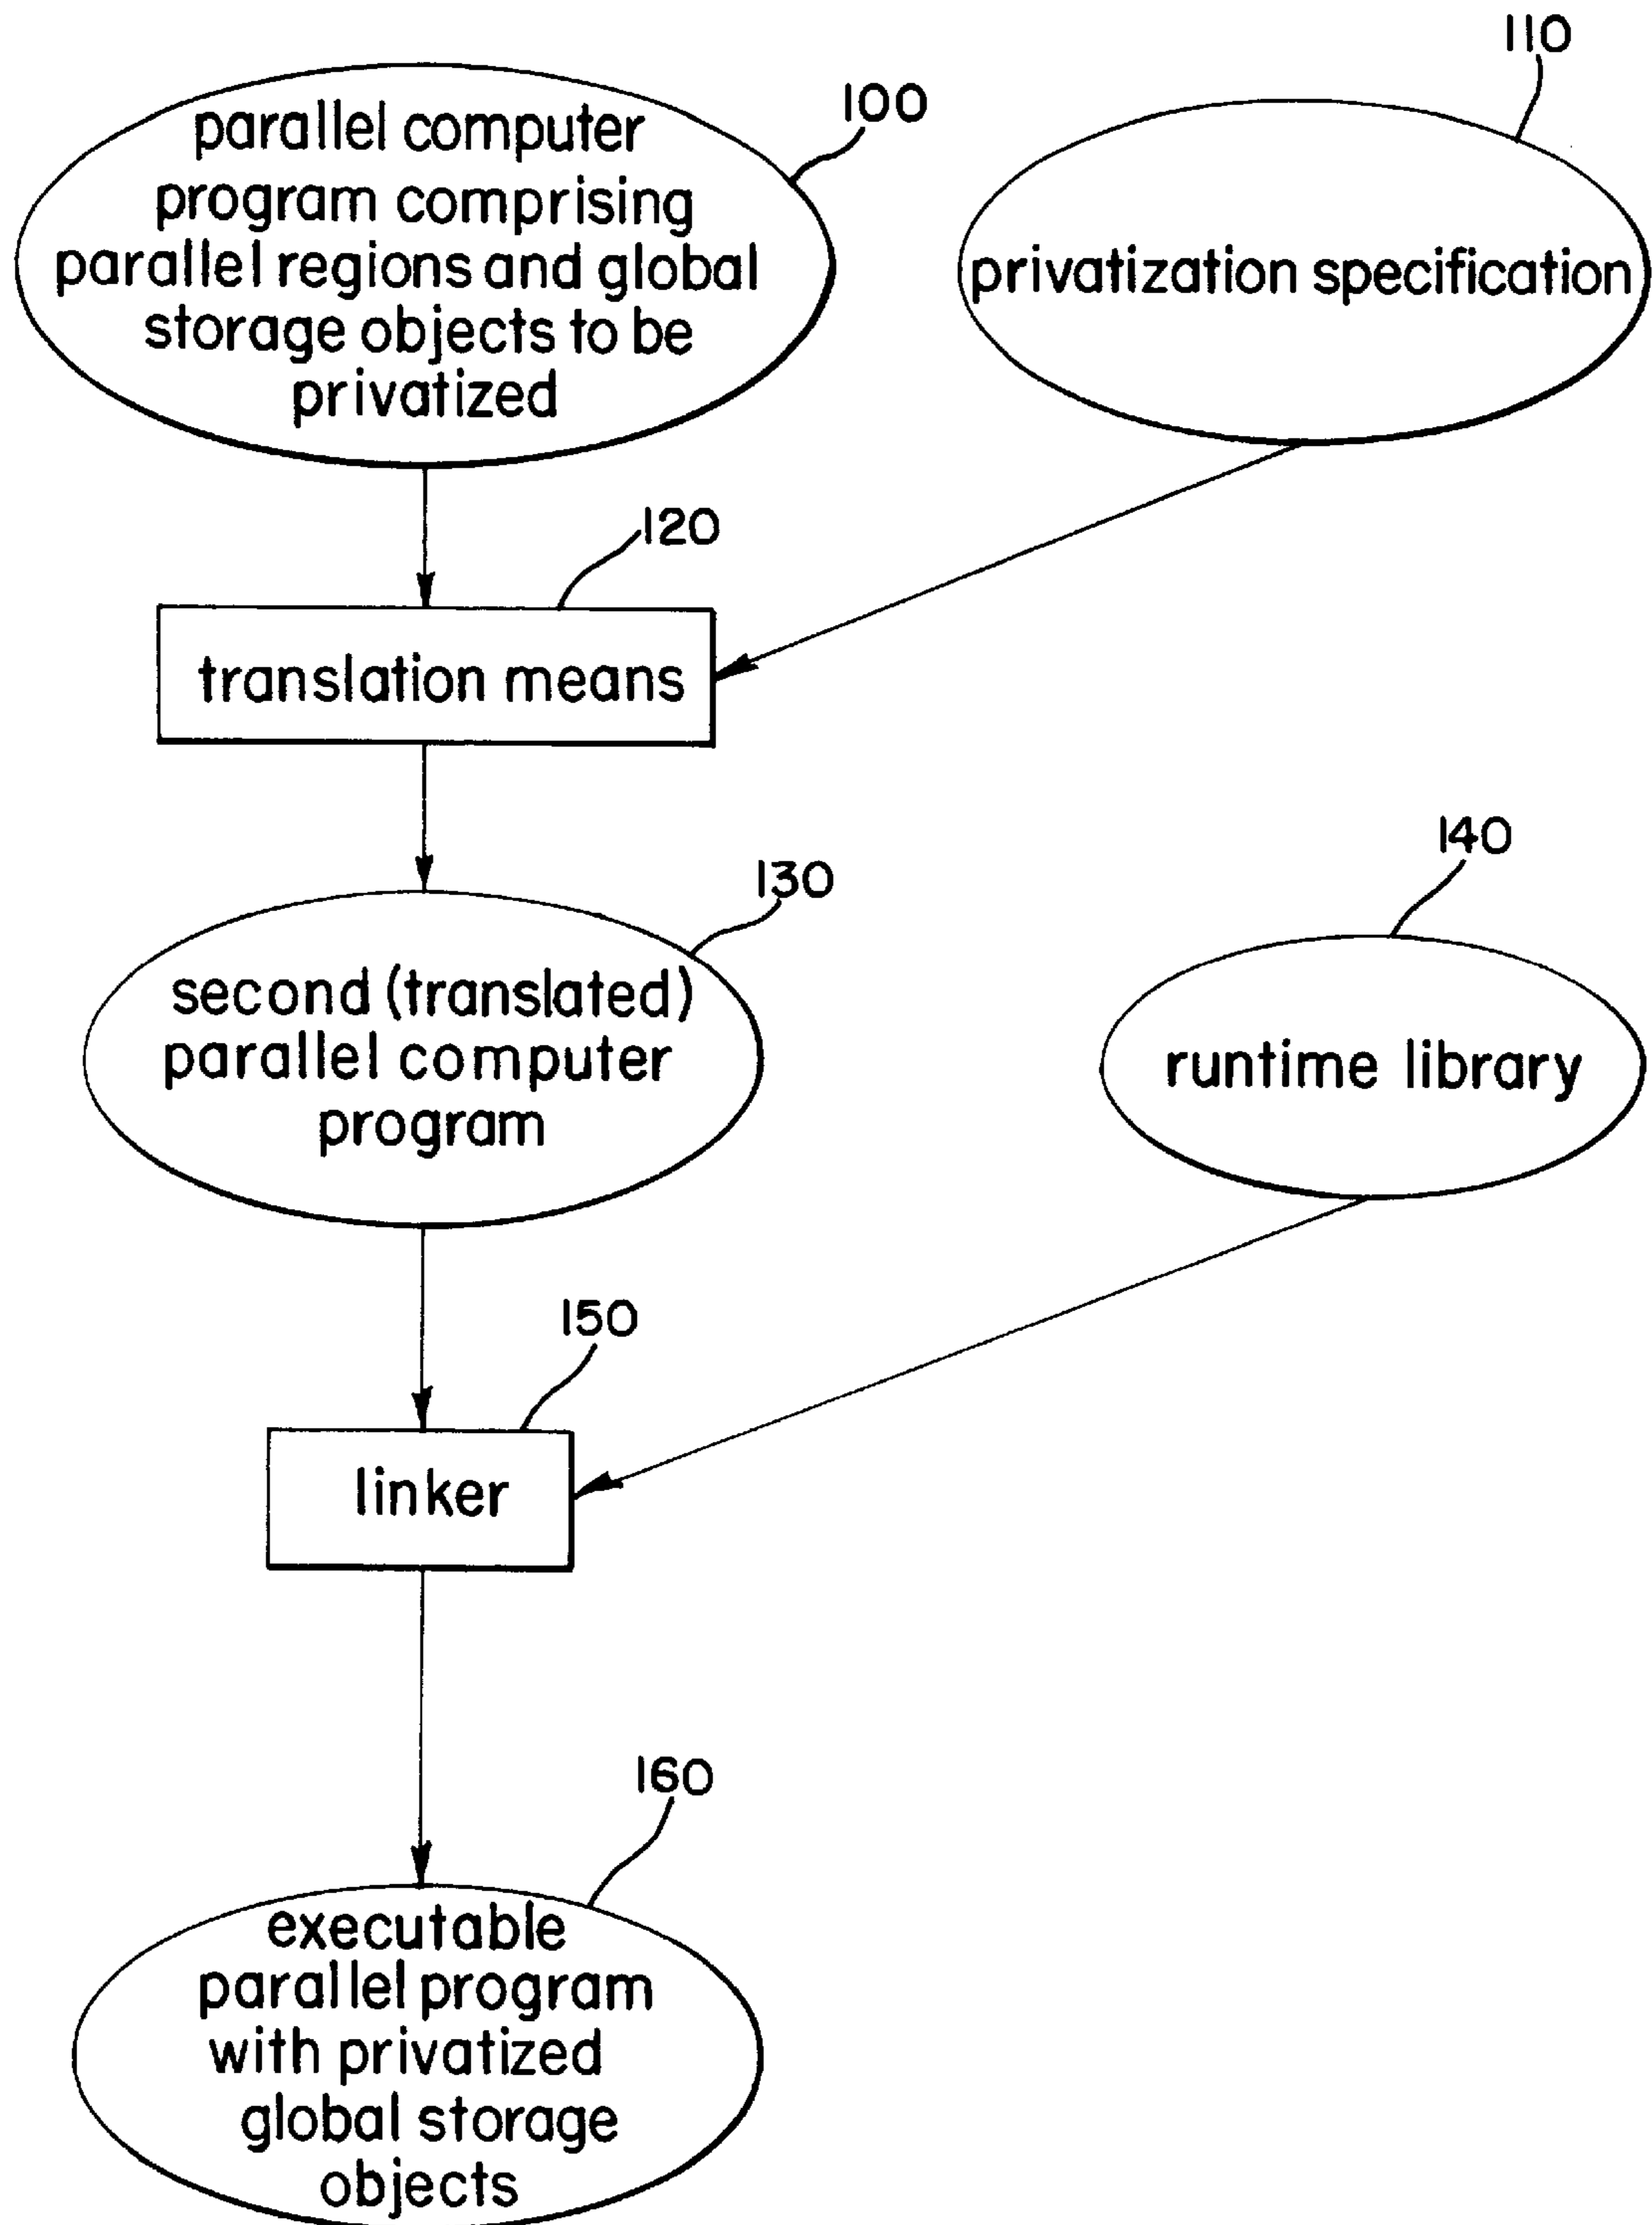 110
100
parallel computer
program comprising
parallel regions and global
storage objects to be
privatized
privatization specification
120
translation means
130
140
second (translated)
parallel computer
program
runtime library
150
linker
160
executable
parallel program
with privatized
global storage
objects